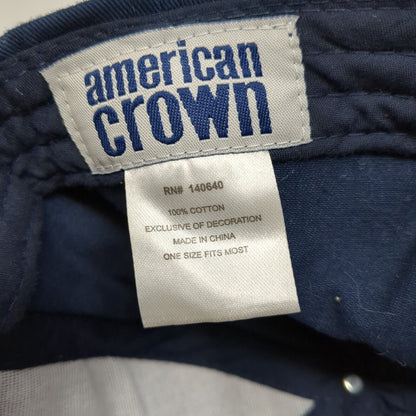 american
crown
RN# 140640
100% COTTON
EXCLUSIVE OF DECORATION
MADE IN CHINA
ONE SIZE FITS MOST